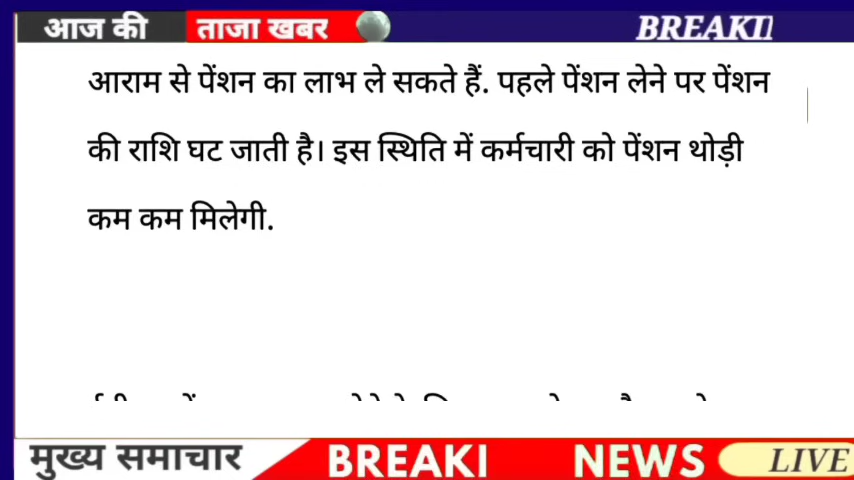 आज की ताजा खबर BREAKI
आराम से पेंशन का लाभ ले सकते हैं. पहले पेंशन लेने पर पेंशन
की राशि घट जाती है। इस स्थिति में कर्मचारी को पेंशन थोड़ी
कम कम मिलेगी.
मुख्य समाचार BREAKI NEWS LIVE